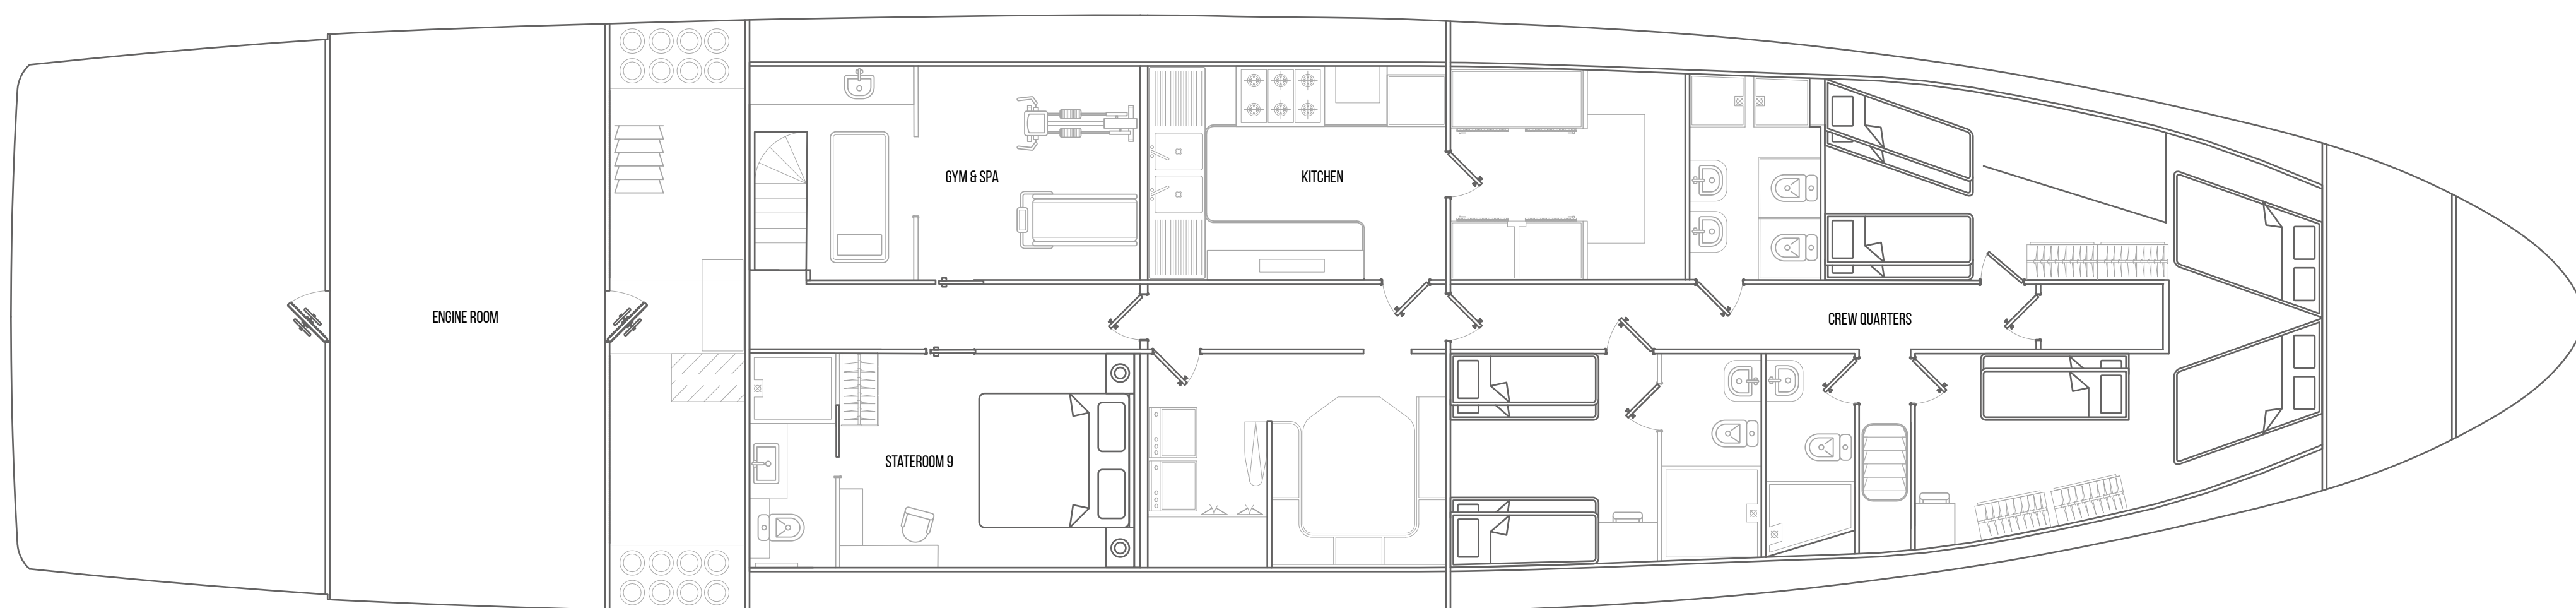 GYM & SPA
KITCHEN
ENGINE ROOM
CREW QUARTERS
STATEROOM 9